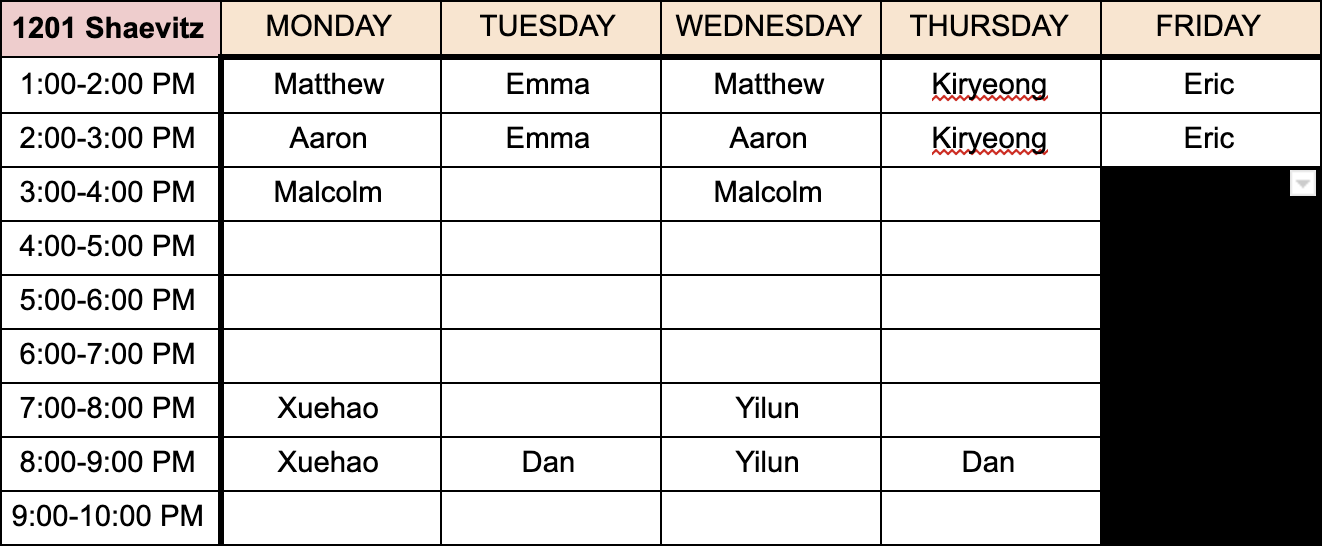 1201 Shaevitz MONDAY TUESDAY WEDNESDAY THURSDAY FRIDAY
1:00-2:00 PM Matthew Emma Matthew Kiryeong Eric
2:00-3:00 PM Aaron Emma Aaron Kiryeong Eric
3:00-4:00 PM Malcolm Malcolm
4:00-5:00 PM
5:00-6:00 PM
6:00-7:00 PM
7:00-8:00 PM Xuehao Yilun
8:00-9:00 PM Xuehao Dan Yilun Dan
9:00-10:00 PM